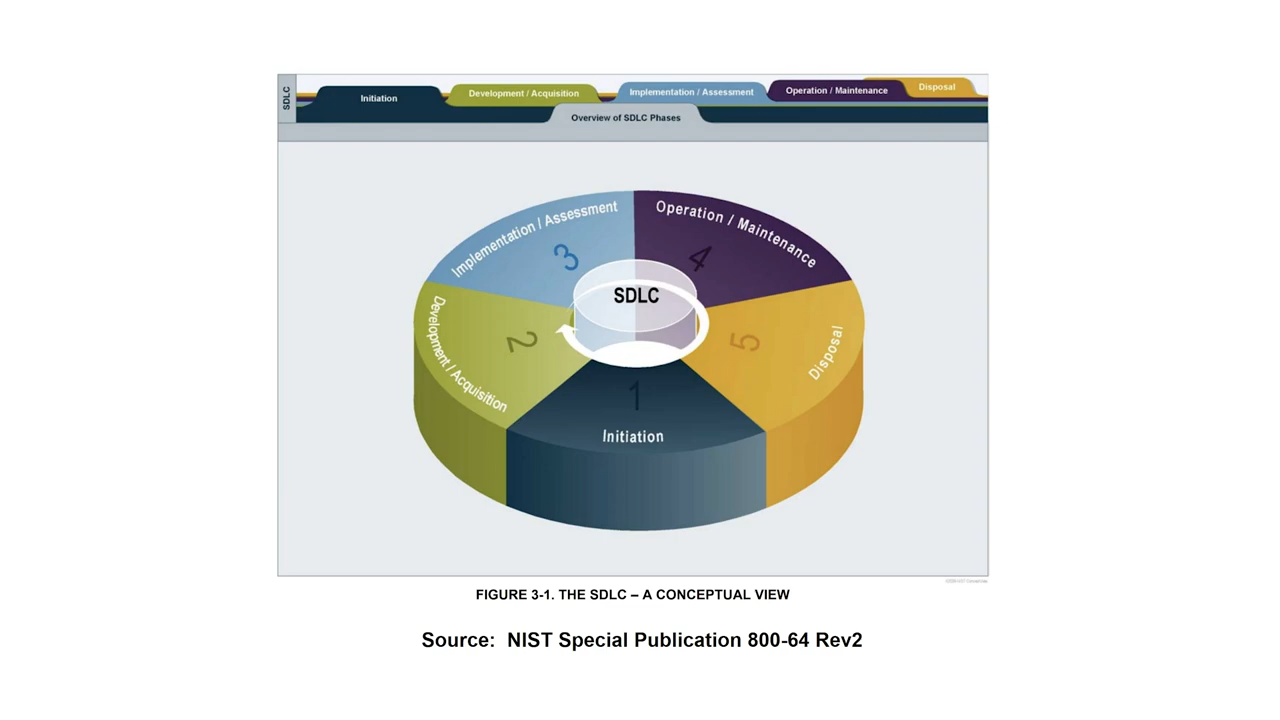 SDLC
Initiation
Development / Acquisition
Implementation / Assessment
Operation / Maintenance
Disposal
Overview of SDLC Phases
Implementation / Assessment
3
Operation / Maintenance
4
SDLC
Development / Acquisition
2
5
Disposal
1
Initiation
FIGURE 3-1. THE SDLC – A CONCEPTUAL VIEW
Source: NIST Special Publication 800-64 Rev2